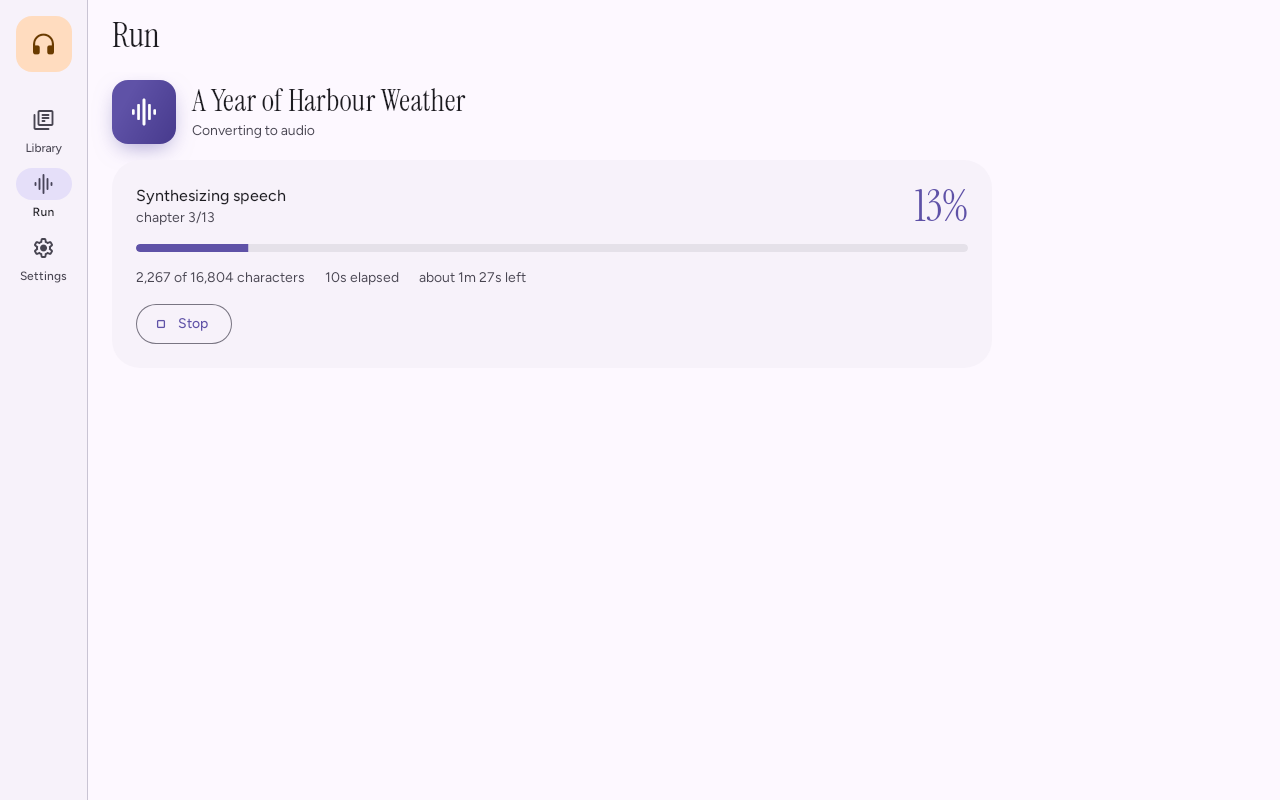 Run
A Year of Harbour Weather
Converting to audio
Library
Run
Settings
Synthesizing speech
chapter 3/13
13%
2,267 of 16,804 characters 10s elapsed about 1m 27s left
Stop